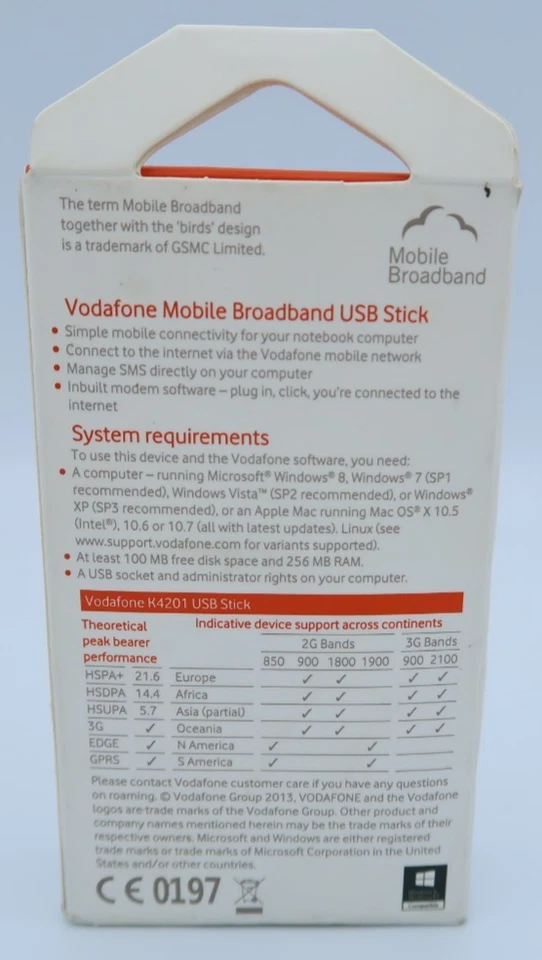 The term Mobile Broadband
together with the 'birds' design
is a trademark of GSMC Limited.
Mobile
Broadband
Vodafone Mobile Broadband USB Stick
• Simple mobile connectivity for your notebook computer
• Connect to the internet via the Vodafone mobile network
• Manage SMS directly on your computer
• Inbuilt modem software – plug in, click, you're connected to the
internet
System requirements
To use this device and the Vodafone software, you need:
• A computer – running Microsoft® Windows® 8, Windows® 7 (SP1
recommended), Windows Vista™ (SP2 recommended), or Windows®
XP (SP3 recommended), or an Apple Mac running Mac OS® X 10.5
(Intel®), 10.6 or 10.7 (all with latest updates). Linux (see
www.support.vodafone.com for variants supported).
• At least 100 MB free disk space and 256 MB RAM.
• A USB socket and administrator rights on your computer.
Vodafone K4201 USB Stick
Theoretical
peak bearer
performance
Indicative device support across continents
2G Bands 3G Bands
850 900 1800 1900 900 2100
HSPA+ 21.6 Europe ✓ ✓ ✓ ✓
HSDPA 14.4 Africa ✓ ✓ ✓ ✓
HSUPA 5.7 Asia (partial) ✓ ✓ ✓ ✓
3G ✓ Oceania ✓ ✓ ✓ ✓
EDGE ✓ N America ✓ ✓
GPRS ✓ S America ✓ ✓
Please contact Vodafone customer care if you have any questions
on roaming. © Vodafone Group 2013, VODAFONE and the Vodafone
logos are trade marks of the Vodafone Group. Other product and
company names mentioned herein may be the trade marks of their
respective owners. Microsoft and Windows are either registered
trade marks or trade marks of Microsoft Corporation in the United
States and/or other countries.
CE 0197
Compatible